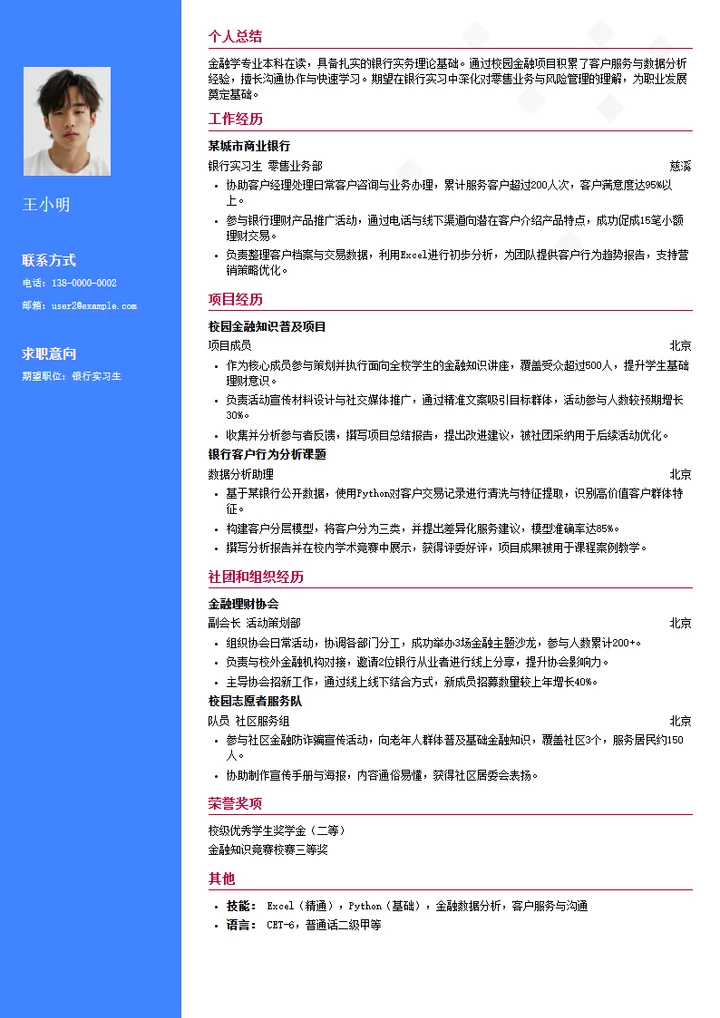 王小明
联系方式
电话：138-0000-0002
邮箱：user2@example.com
求职意向
期望职位：银行实习生
个人总结
金融学专业本科在读，具备扎实的银行实务理论基础。通过校园金融项目积累了客户服务与数据分析
经验，擅长沟通协作与快速学习。期望在银行实习中深化对零售业务与风险管理的理解，为职业发展
奠定基础。
工作经历
某城市商业银行
银行实习生 零售业务部 慈溪
• 协助客户经理处理日常客户咨询与业务办理，累计服务客户超过200人次，客户满意度达95%以
上。
• 参与银行理财产品推广活动，通过电话与线下渠道向潜在客户介绍产品特点，成功促成15笔小额
理财交易。
• 负责整理客户档案与交易数据，利用Excel进行初步分析，为团队提供客户行为趋势报告，支持营
销策略优化。
项目经历
校园金融知识普及项目
项目成员 北京
• 作为核心成员参与策划并执行面向全校学生的金融知识讲座，覆盖受众超过500人，提升学生基础
理财意识。
• 负责活动宣传材料设计与社交媒体推广，通过精准文案吸引目标群体，活动参与人数较预期增长
30%。
• 收集并分析参与者反馈，撰写项目总结报告，提出改进建议，被社团采纳用于后续活动优化。
银行客户行为分析课题
数据分析助理 北京
• 基于某银行公开数据，使用Python对客户交易记录进行清洗与特征提取，识别高价值客户群体特
征。
• 构建客户分层模型，将客户分为三类，并提出差异化服务建议，模型准确率达85%。
• 撰写分析报告并在校内学术竞赛中展示，获得评委好评，项目成果被用于课程案例教学。
社团和组织经历
金融理财协会
副会长 活动策划部 北京
• 组织协会日常活动，协调各部门分工，成功举办3场金融主题沙龙，参与人数累计200+。
• 负责与校外金融机构对接，邀请2位银行从业者进行线上分享，提升协会影响力。
• 主导协会招新工作，通过线上线下结合方式，新成员招募数量较上年增长40%。
校园志愿者服务队
队员 社区服务组 北京
• 参与社区金融防诈骗宣传活动，向老年人群体普及基础金融知识，覆盖社区3个，服务居民约150
人。
• 协助制作宣传手册与海报，内容通俗易懂，获得社区居委会表扬。
荣誉奖项
校级优秀学生奖学金（二等）
金融知识竞赛校赛三等奖
其他
• 技能： Excel（精通），Python（基础），金融数据分析，客户服务与沟通
• 语言： CET-6，普通话二级甲等